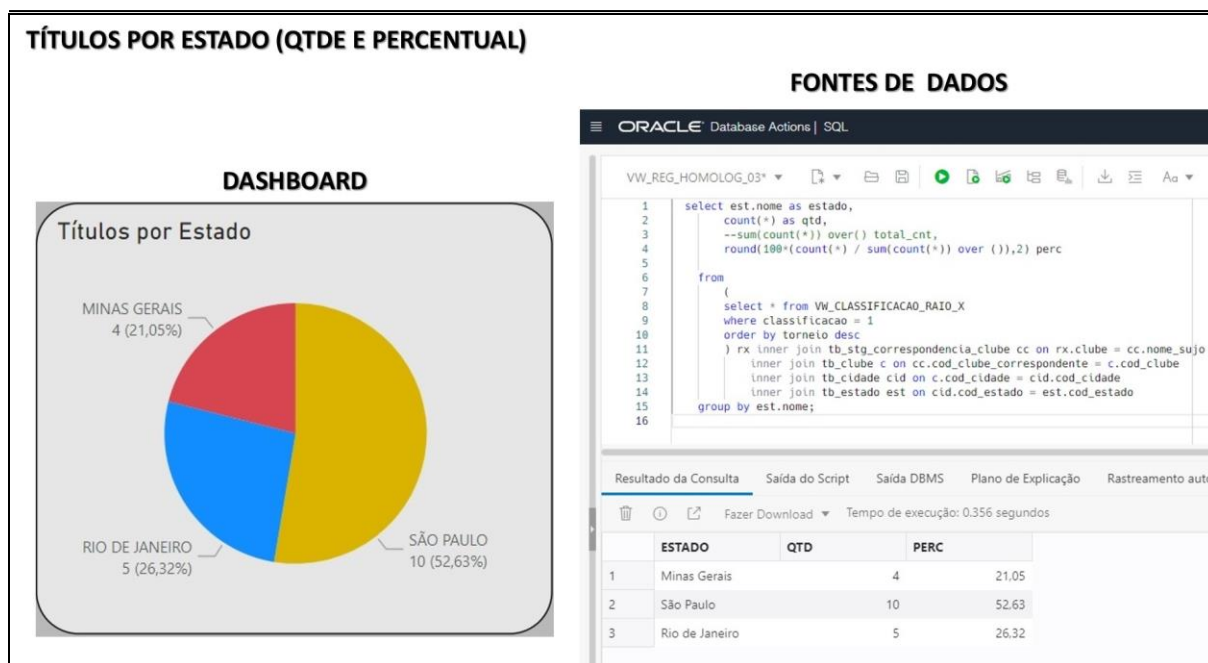 TÍTULOS POR ESTADO (QTDE E PERCENTUAL)
DASHBOARD
Títulos por Estado
MINAS GERAIS
4 (21,05%)
RIO DE JANEIRO
5 (26,32%)
SÃO PAULO
10 (52,63%)
FONTES DE DADOS
ORACLE Database Actions | SQL
VW_REG_HOMOLOG_03*
Aa
1 select est.nome as estado,
2 count(*) as qtd,
3 --sum(count(*)) over() total_cnt,
4 round(100*(count(*) / sum(count(*)) over ()),2) perc
5
6 from
7 (
8 select * from VW_CLASSIFICACAO_RAIO_X
9 where classificacao = 1
10 order by torneio desc
11 ) rx inner join tb_stg_correspondencia_clube cc on rx.clube = cc.nome_sujo
12 inner join tb_clube c on cc.cod_clube_correspondente = c.cod_clube
13 inner join tb_cidade cid on c.cod_cidade = cid.cod_cidade
14 inner join tb_estado est on cid.cod_estado = est.cod_estado
15 group by est.nome;
16
Resultado da Consulta Saída do Script Saída DBMS Plano de Explicação Rastreamento auto
Fazer Download Tempo de execução: 0.356 segundos
ESTADO QTD PERC
1 Minas Gerais 4 21,05
2 São Paulo 10 52,63
3 Rio de Janeiro 5 26,32